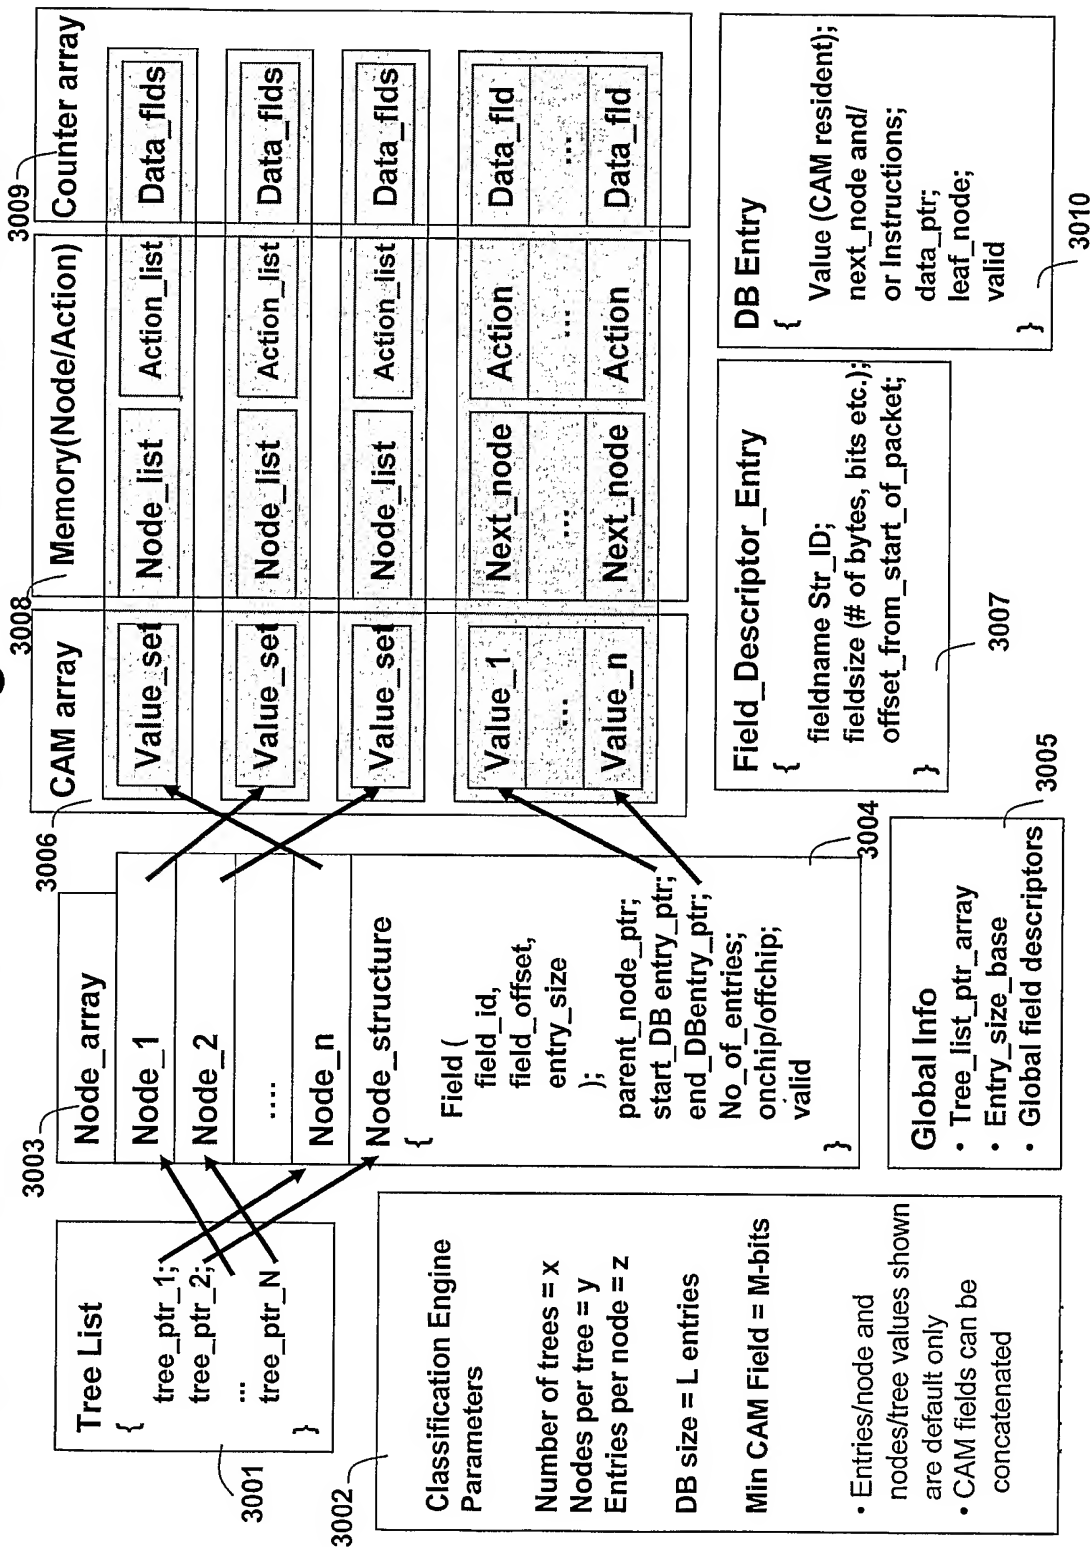 3001
Tree List
{
tree_ptr_1;
tree_ptr_2;
...
tree_ptr_N
}
3002
Classification Engine
Parameters
Number of trees = x
Nodes per tree = y
Entries per node = z
DB size = L entries
Min CAM Field = M-bits
• Entries/node and
nodes/tree values shown
are default only
• CAM fields can be
concatenated
3003
Node_array
Node_1
Node_2
....
Node_n
Node_structure
{
Field (
field_id,
field_offset,
entry_size
);
parent_node_ptr;
start_DB entry_ptr;
end_DBentry_ptr;
No_of_entries;
onchip/offchip;
valid
}
3004
Global Info
• Tree_list_ptr_array
• Entry_size_base
• Global field descriptors
3005
3006
CAM array
Value_set
Value_set
Value_set
Value_1
...
Value_n
3008
Memory(Node/Action)
Node_list Action_list
Node_list Action_list
Node_list Action_list
Next_node Action
... ...
Next_node Action
3009
Counter array
Data_flds
Data_flds
Data_flds
Data_fld
...
Data_fld
Field_Descriptor_Entry
{
fieldname Str_ID;
fieldsize (# of bytes, bits etc.);
offset_from_start_of_packet;
}
3007
DB Entry
{
Value (CAM resident);
next_node and/
or Instructions;
data_ptr;
leaf_node;
valid
}
3010